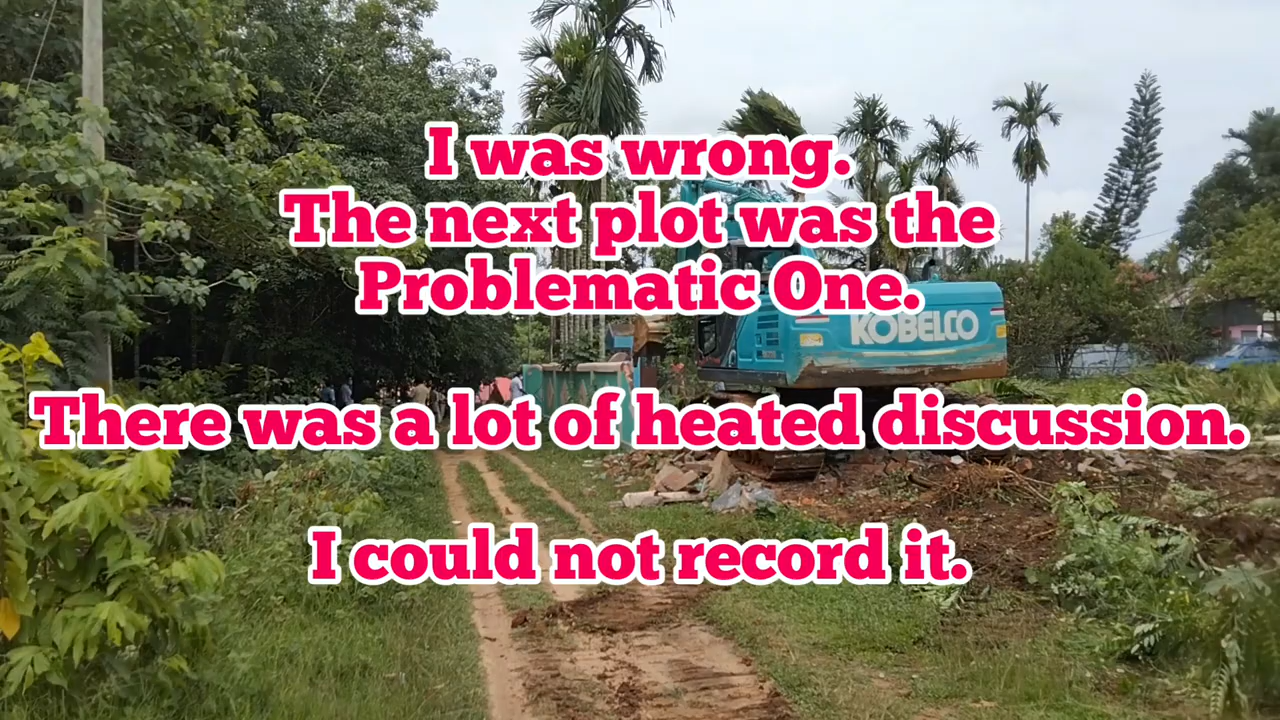 I was wrong.
The next plot was the
Problematic One.
KOBELCO
There was a lot of heated discussion.
I could not record it.